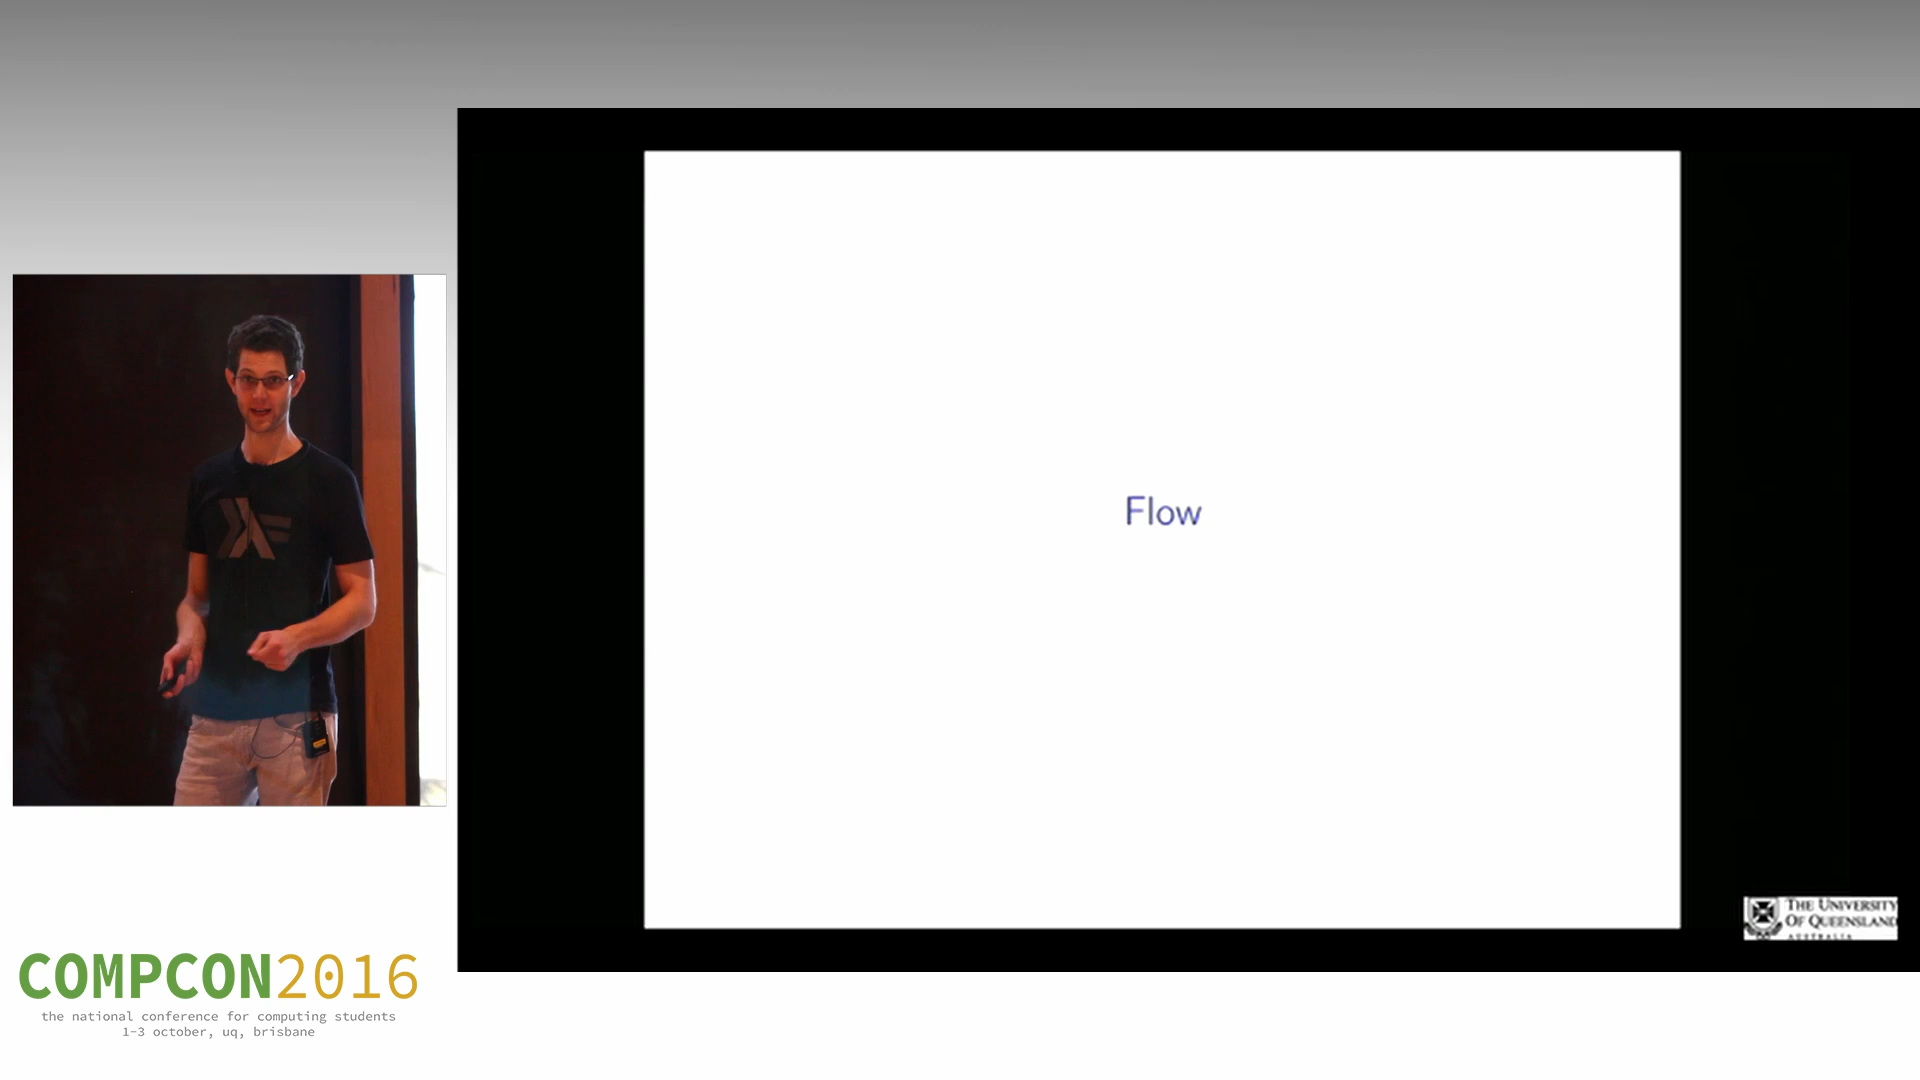 Flow
THE UNIVERSITY
OF QUEENSLAND
AUSTRALIA
COMPCON2016
the national conference for computing students
1-3 october, uq, brisbane